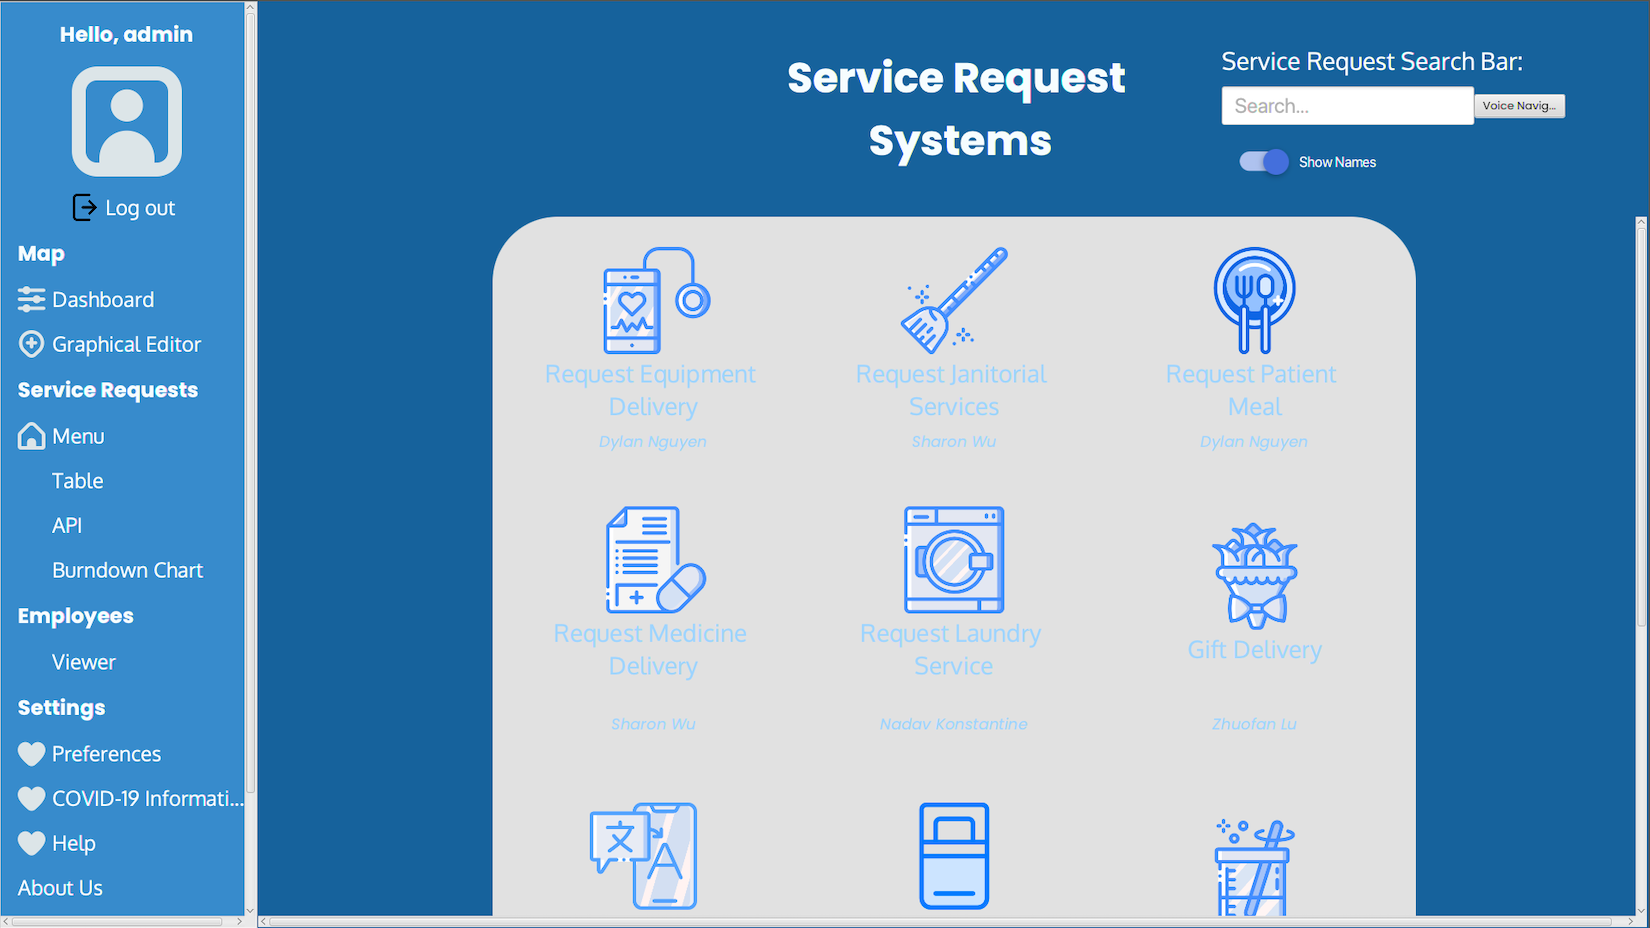 Hello, admin
Log out
Map
Dashboard
Graphical Editor
Service Requests
Menu
Table
API
Burndown Chart
Employees
Viewer
Settings
Preferences
COVID-19 Informati...
Help
About Us
Service Request
Systems
Service Request Search Bar:
Search...
Voice Navig...
Show Names
Request Equipment
Delivery
Dylan Nguyen
Request Janitorial
Services
Sharon Wu
Request Patient
Meal
Dylan Nguyen
Request Medicine
Delivery
Sharon Wu
Request Laundry
Service
Nadav Konstantine
Gift Delivery
Zhuofan Lu
文
A